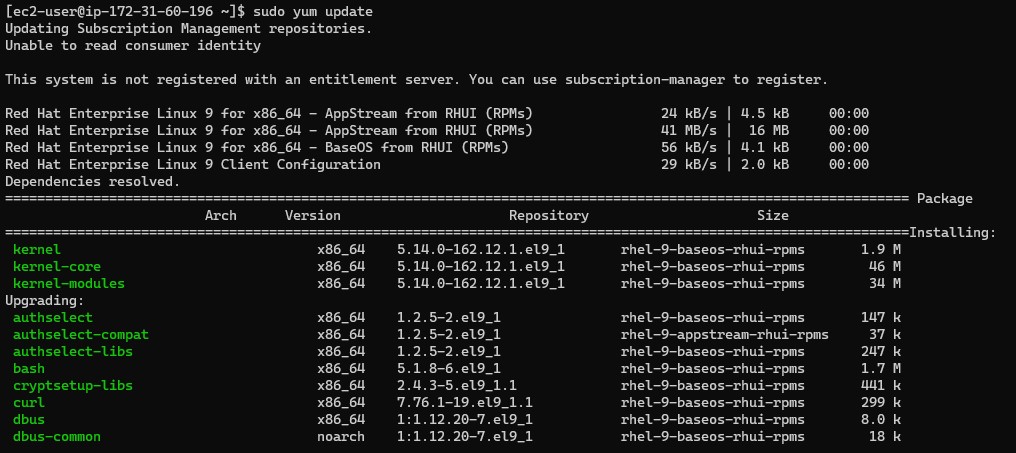 [ec2-user@ip-172-31-60-196 ~]$ sudo yum update
Updating Subscription Management repositories.
Unable to read consumer identity
This system is not registered with an entitlement server. You can use subscription-manager to register.
Red Hat Enterprise Linux 9 for x86_64 - AppStream from RHUI (RPMs) 24 kB/s | 4.5 kB 00:00
Red Hat Enterprise Linux 9 for x86_64 - AppStream from RHUI (RPMs) 41 MB/s | 16 MB 00:00
Red Hat Enterprise Linux 9 for x86_64 - BaseOS from RHUI (RPMs) 56 kB/s | 4.1 kB 00:00
Red Hat Enterprise Linux 9 Client Configuration 29 kB/s | 2.0 kB 00:00
Dependencies resolved.
================================================================================================================= Package
Arch Version Repository Size
=================================================================================================================Installing:
kernel x86_64 5.14.0-162.12.1.el9_1 rhel-9-baseos-rhui-rpms 1.9 M
kernel-core x86_64 5.14.0-162.12.1.el9_1 rhel-9-baseos-rhui-rpms 46 M
kernel-modules x86_64 5.14.0-162.12.1.el9_1 rhel-9-baseos-rhui-rpms 34 M
Upgrading:
authselect x86_64 1.2.5-2.el9_1 rhel-9-baseos-rhui-rpms 147 k
authselect-compat x86_64 1.2.5-2.el9_1 rhel-9-appstream-rhui-rpms 37 k
authselect-libs x86_64 1.2.5-2.el9_1 rhel-9-baseos-rhui-rpms 247 k
bash x86_64 5.1.8-6.el9_1 rhel-9-baseos-rhui-rpms 1.7 M
cryptsetup-libs x86_64 2.4.3-5.el9_1.1 rhel-9-baseos-rhui-rpms 441 k
curl x86_64 7.76.1-19.el9_1.1 rhel-9-baseos-rhui-rpms 299 k
dbus x86_64 1:1.12.20-7.el9_1 rhel-9-baseos-rhui-rpms 8.0 k
dbus-common noarch 1:1.12.20-7.el9_1 rhel-9-baseos-rhui-rpms 18 k